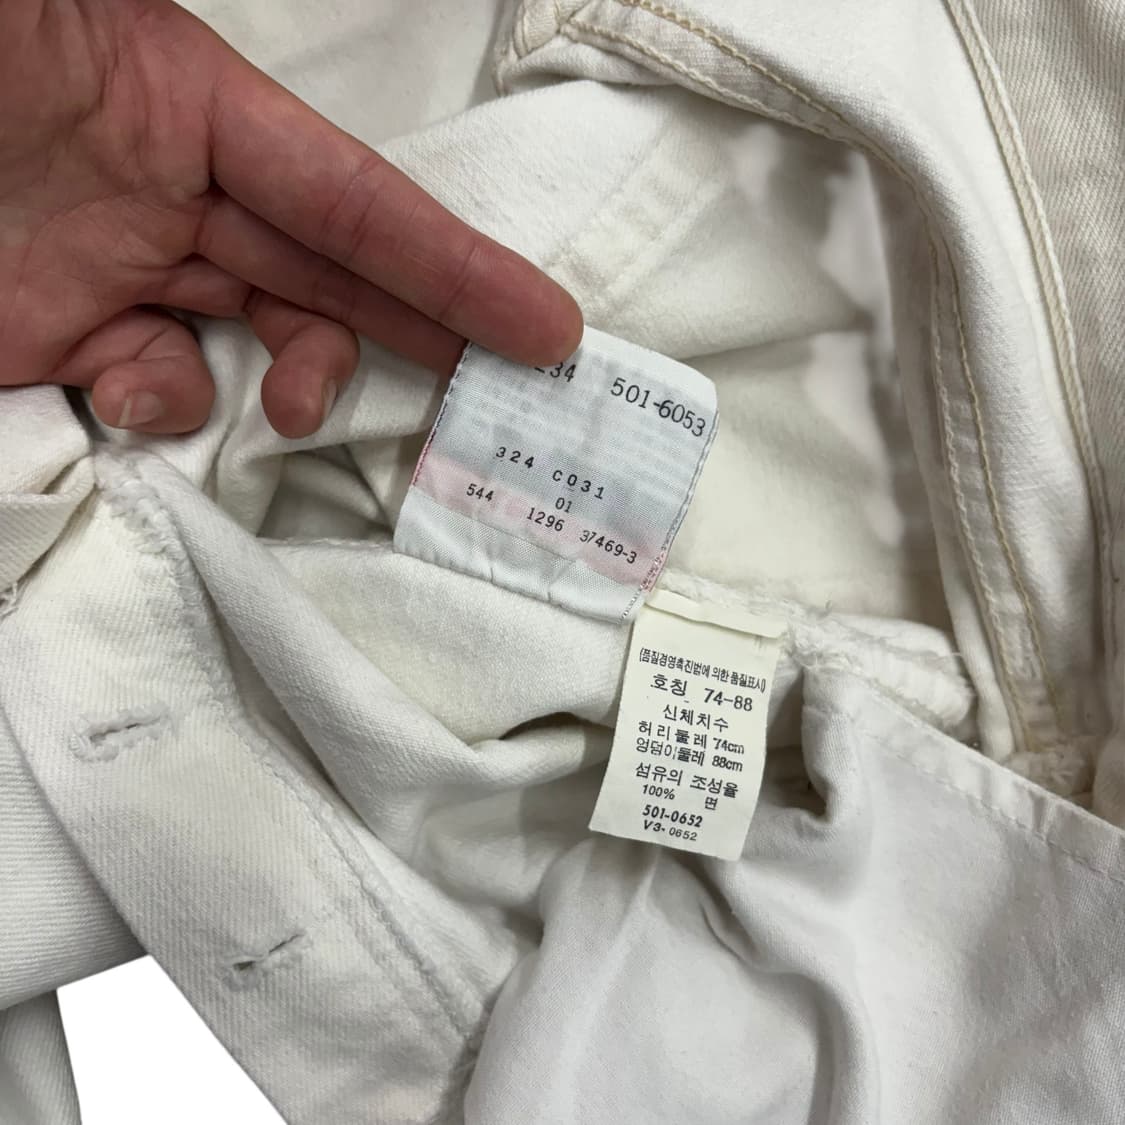 34 501-6053
324 C031
01
544 1296 37469-3
(품질경영촉진법에 의한 품질표시)
호칭 74-88
신체치수
허리둘레 74cm
엉덩이둘레 88cm
섬유의 조성율
100% 면
501-0652
V3-0652